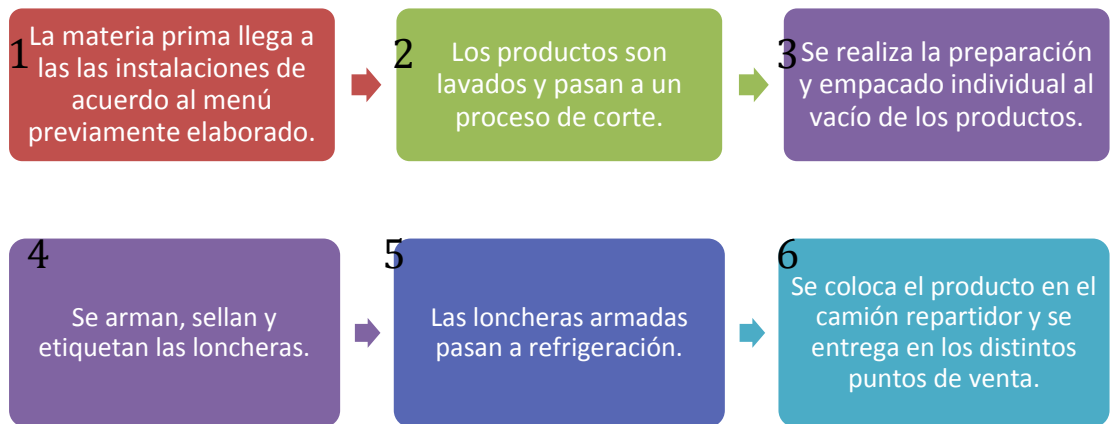 1
La materia prima llega a
las las instalaciones de
acuerdo al menú
previamente elaborado.
2
Los productos son
lavados y pasan a un
proceso de corte.
3
Se realiza la preparación
y empacado individual al
vacío de los productos.
4
Se arman, sellan y
etiquetan las loncheras.
5
Las loncheras armadas
pasan a refrigeración.
6
Se coloca el producto en el
camión repartidor y se
entrega en los distintos
puntos de venta.